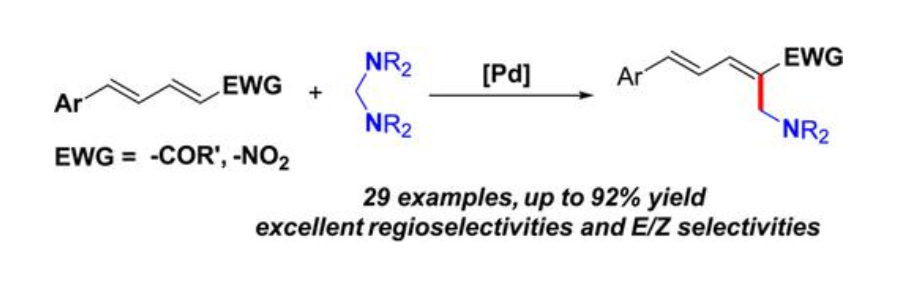 Ar EWG + NR2 NR2 [Pd] Ar EWG NR2
EWG = -COR', -NO2
29 examples, up to 92% yield
excellent regioselectivities and E/Z selectivities